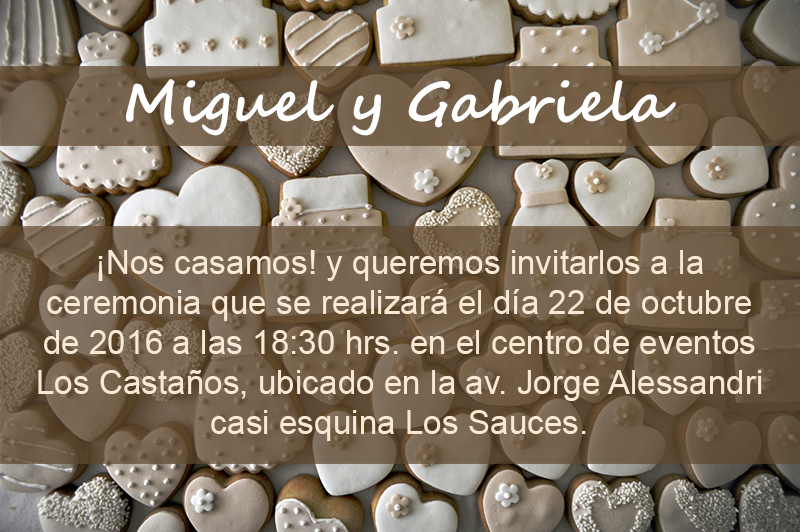 Miguel y Gabriela
¡Nos casamos! y queremos invitarlos a la
ceremonia que se realizará el día 22 de octubre
de 2016 a las 18:30 hrs. en el centro de eventos
Los Castaños, ubicado en la av. Jorge Alessandri
casi esquina Los Sauces.